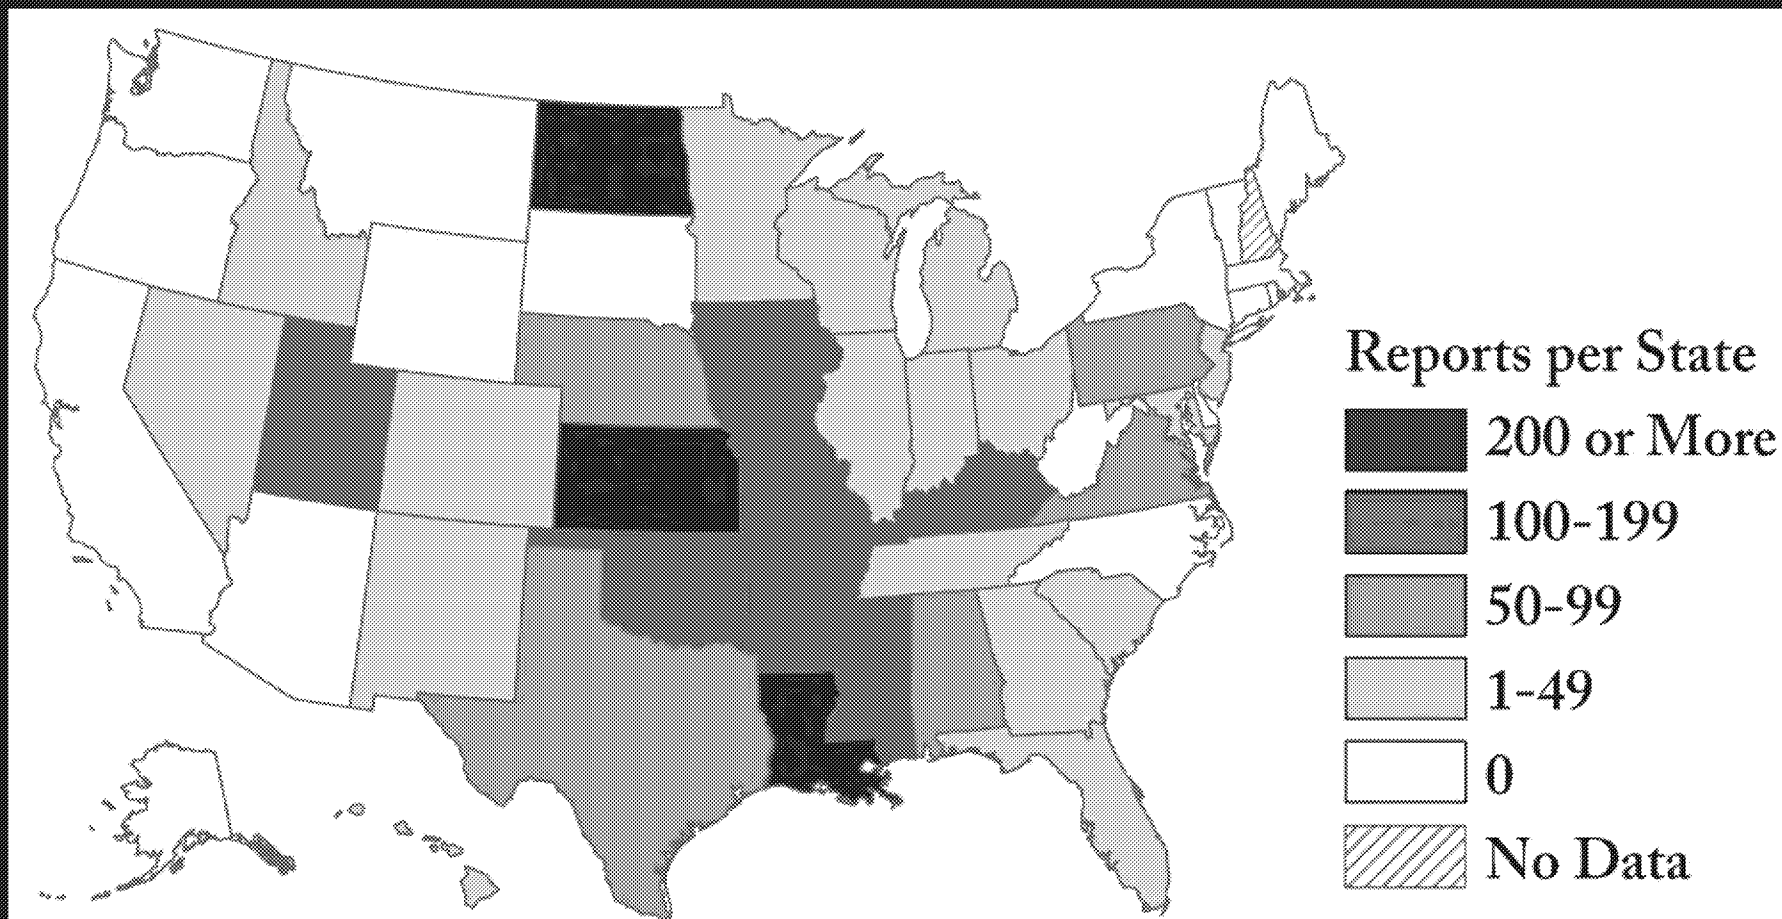 Reports per State
200 or More
100-199
50-99
1-49
0
No Data